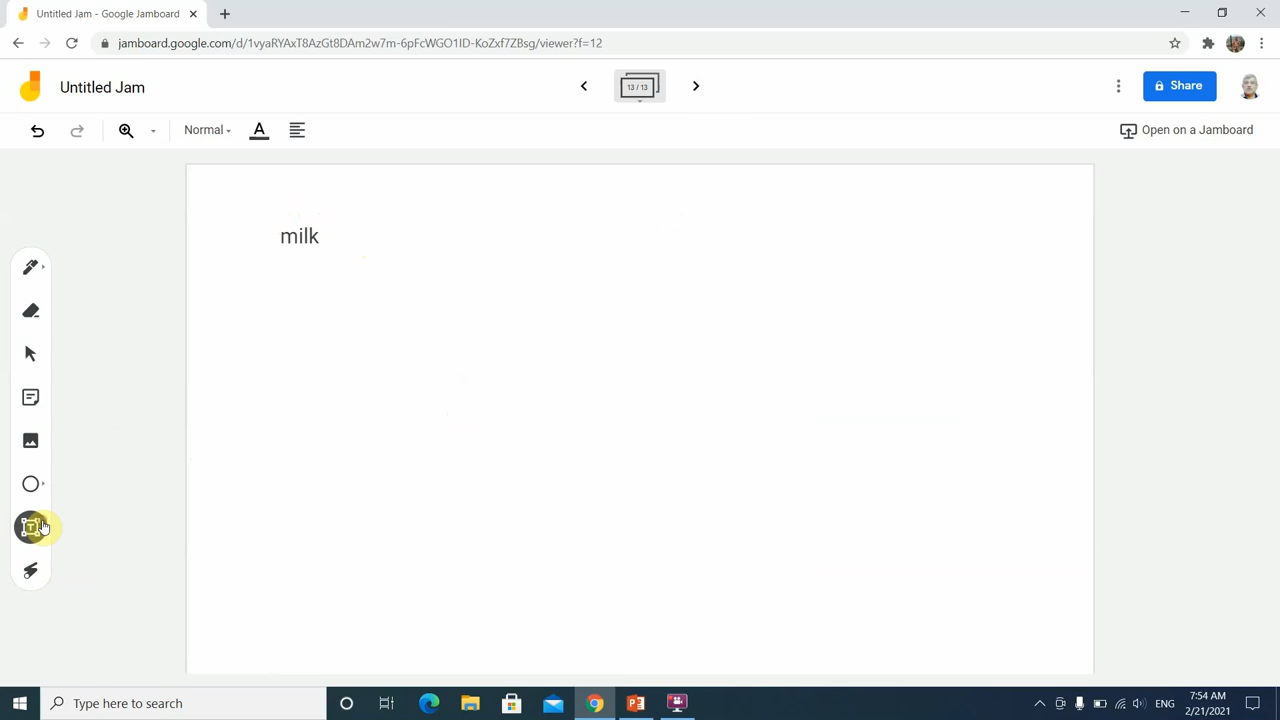 Untitled Jam - Google Jamboard
jamboard.google.com/d/1vyaRYAxT8AzGt8DAm2w7m-6pFcWGO1ID-KoZxf7ZBsg/viewer?f=12
Untitled Jam
13 / 13
Share
Normal
A
Open on a Jamboard
milk
T
Type here to search
ENG
7:54 AM
2/21/2021